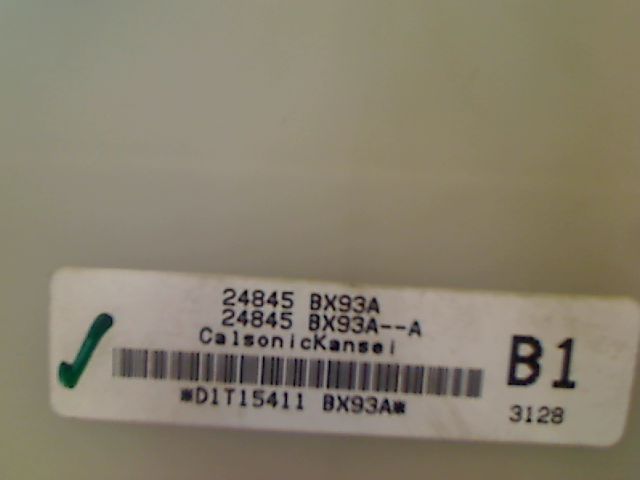 24845 BX93A
24845 BX93A--A
CalsonicKansei
*D1T15411 BX93A*
B1
3128